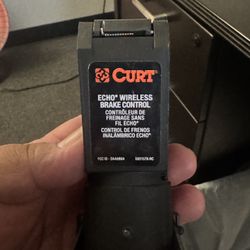 CURT
ECHO® WIRELESS
BRAKE CONTROL
CONTRÔLEUR DE
FREINAGE SANS
FIL ECHO®
CONTROL DE FRENOS
INALÁMBRICO ECHO®